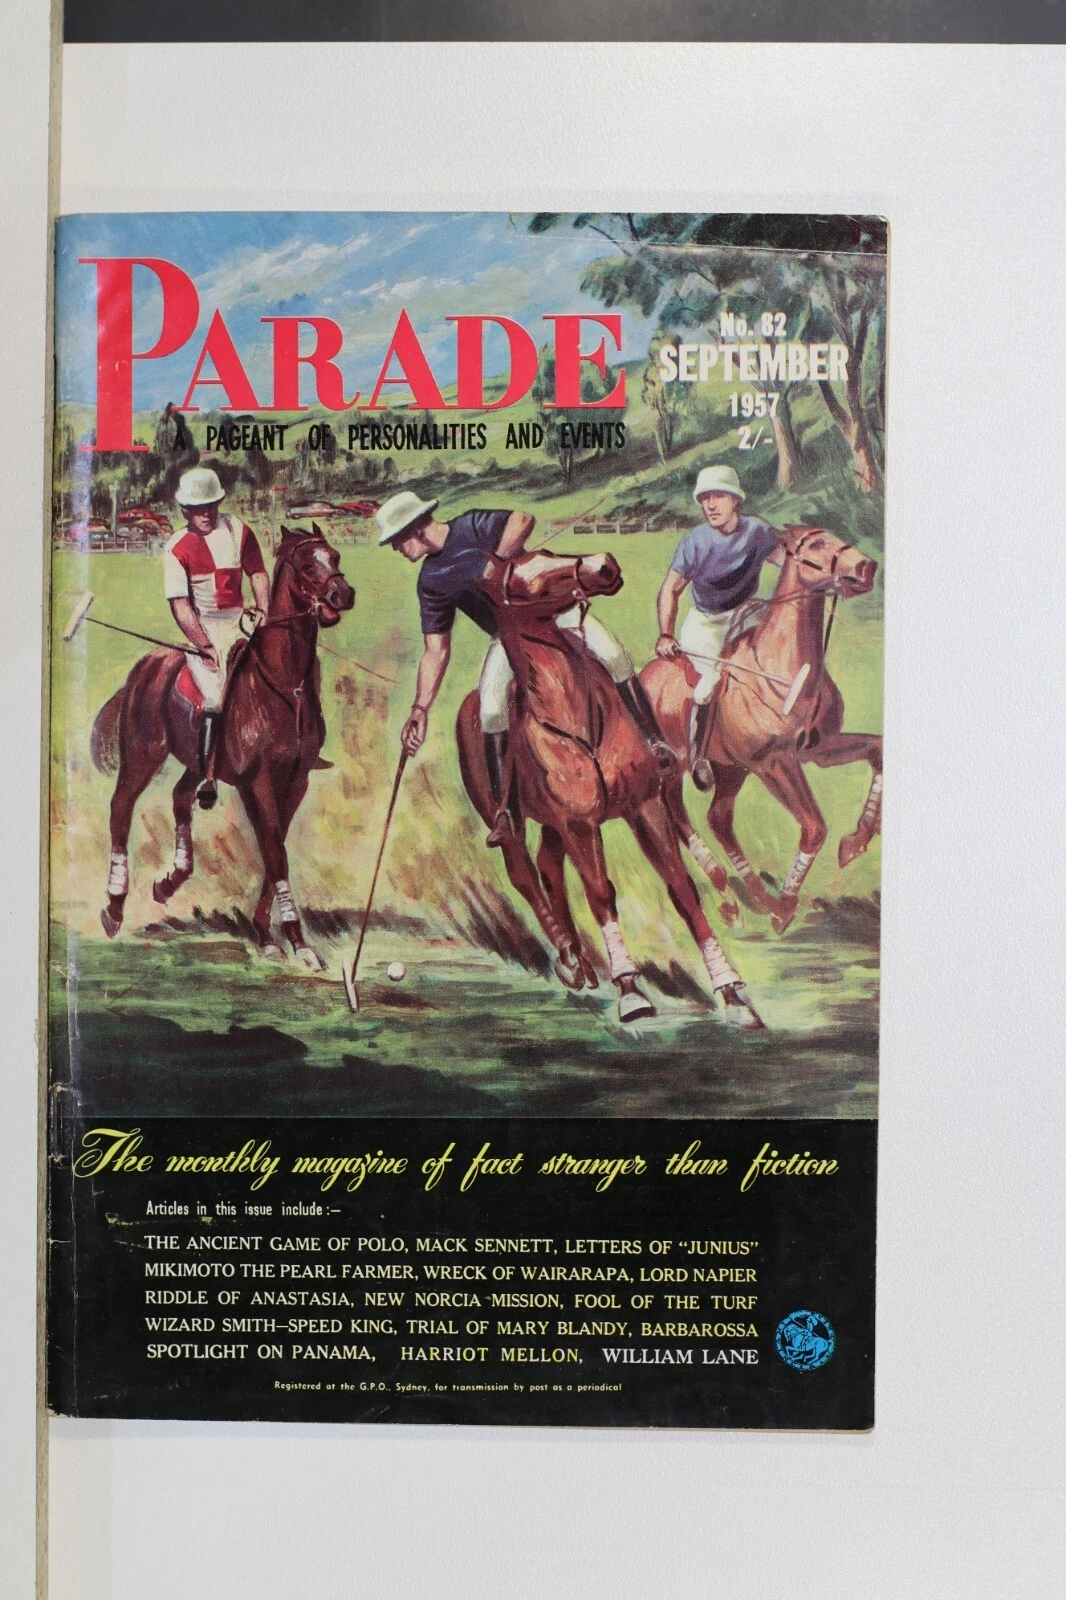 PARADE
A PAGEANT OF PERSONALITIES AND EVENTS
No. 82
SEPTEMBER
1957
2/-
The monthly magazine of fact stranger than fiction
Articles in this issue include :—
THE ANCIENT GAME OF POLO, MACK SENNETT, LETTERS OF "JUNIUS"
MIKIMOTO THE PEARL FARMER, WRECK OF WAIRARAPA, LORD NAPIER
RIDDLE OF ANASTASIA, NEW NORCIA MISSION, FOOL OF THE TURF
WIZARD SMITH—SPEED KING, TRIAL OF MARY BLANDY, BARBAROSSA
SPOTLIGHT ON PANAMA, HARRIOT MELLON, WILLIAM LANE
Registered at the G.P.O., Sydney, for transmission by post as a periodical